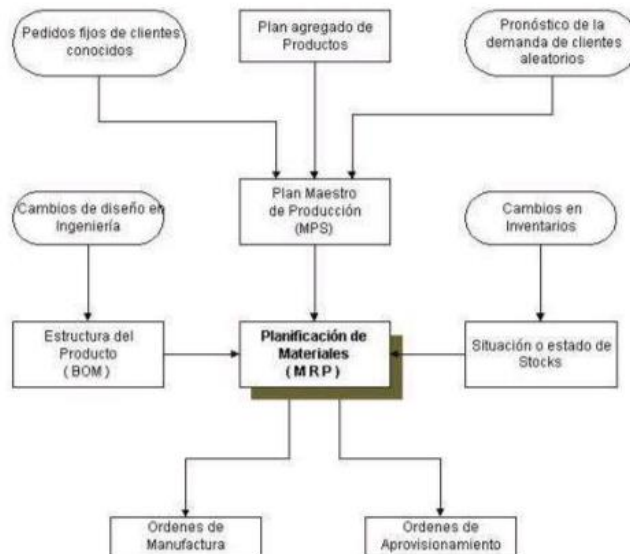 Pedidos fijos de clientes
conocidos
Plan agregado de
Productos
Pronóstico de la
demanda de clientes
aleatorios
Plan Maestro
de Producción
(MPS)
Cambios de diseño en
Ingeniería
Cambios en
Inventarios
Estructura del
Producto
( BOM )
Planificación de
Materiales
( M R P )
Situación o estado de
Stocks
Ordenes de
Manufactura
Ordenes de
Aprovisionamiento